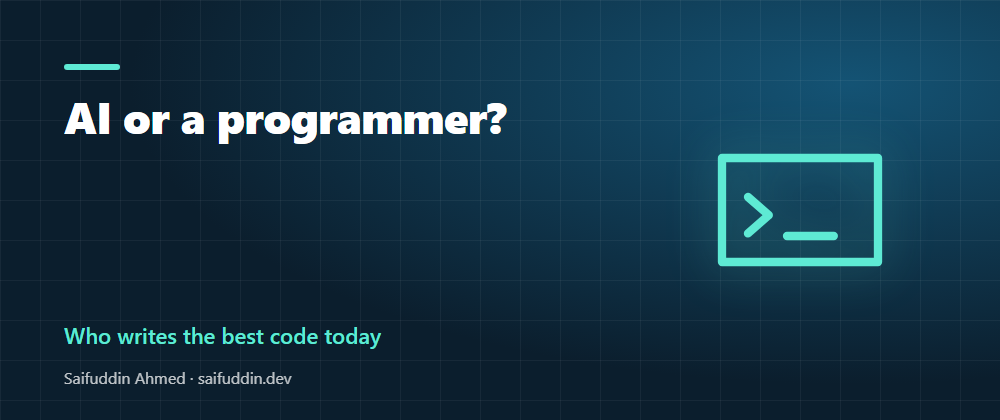 AI or a programmer?
Who writes the best code today
Saifuddin Ahmed · saifuddin.dev